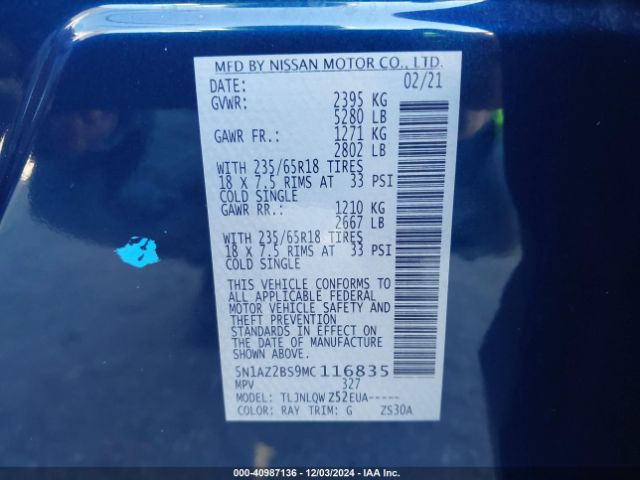 MFD BY NISSAN MOTOR CO., LTD.
DATE: 02/21
GVWR: 2395 KG
5280 LB
GAWR FR.: 1271 KG
2802 LB
WITH 235/65R18 TIRES
18 X 7.5 RIMS AT 33 PSI
COLD SINGLE
GAWR RR.: 1210 KG
2667 LB
WITH 235/65R18 TIRES
18 X 7.5 RIMS AT 33 PSI
COLD SINGLE
THIS VEHICLE CONFORMS TO
ALL APPLICABLE FEDERAL
MOTOR VEHICLE SAFETY AND
THEFT PREVENTION
STANDARDS IN EFFECT ON
THE DATE OF MANUFACTURE
SHOWN ABOVE.
5N1AZ2BS9MC116835
MPV 327
MODEL: TLJNLQW Z52EUA-----
COLOR: RAY TRIM: G ZS30A
000-40987136 - 12/03/2024 - IAA Inc.